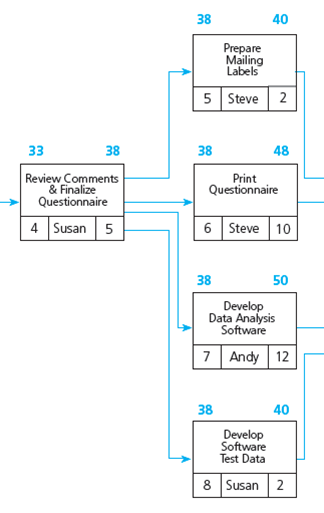 38 40
Prepare
Mailing
Labels
5 Steve 2
33 38
Review Comments
& Finalize
Questionnaire
4 Susan 5
38 48
Print
Questionnaire
6 Steve 10
38 50
Develop
Data Analysis
Software
7 Andy 12
38 40
Develop
Software
Test Data
8 Susan 2